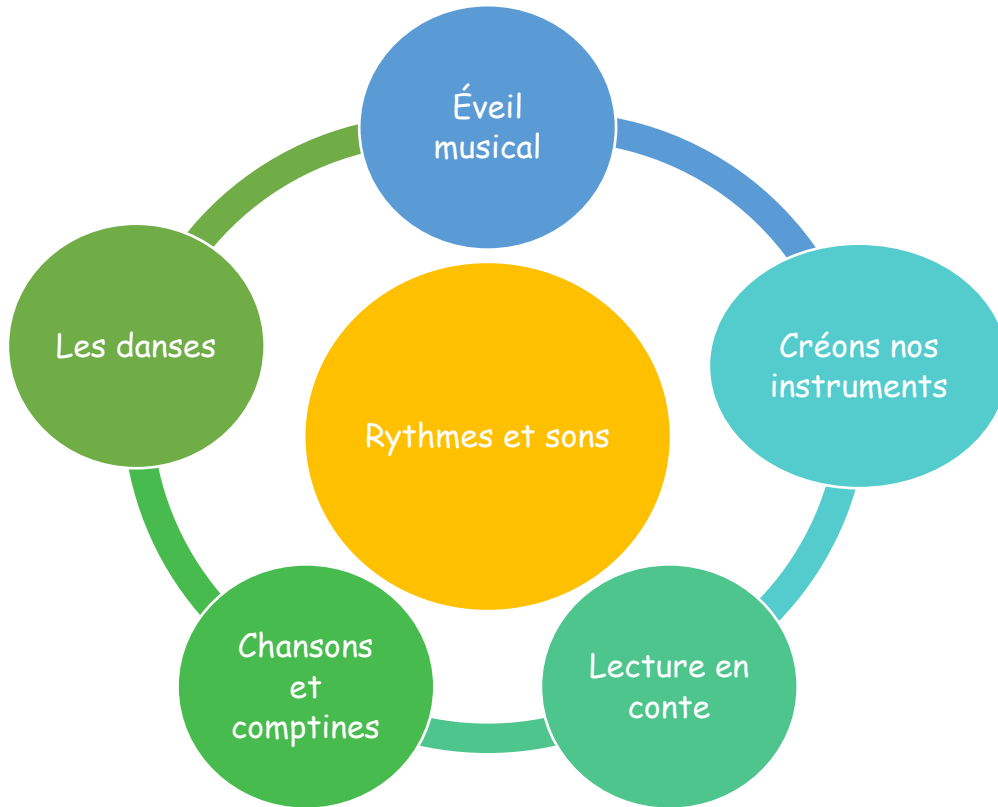 Éveil
musical
Les danses
Créons nos
instruments
Rythmes et sons
Chansons
et
comptines
Lecture en
conte